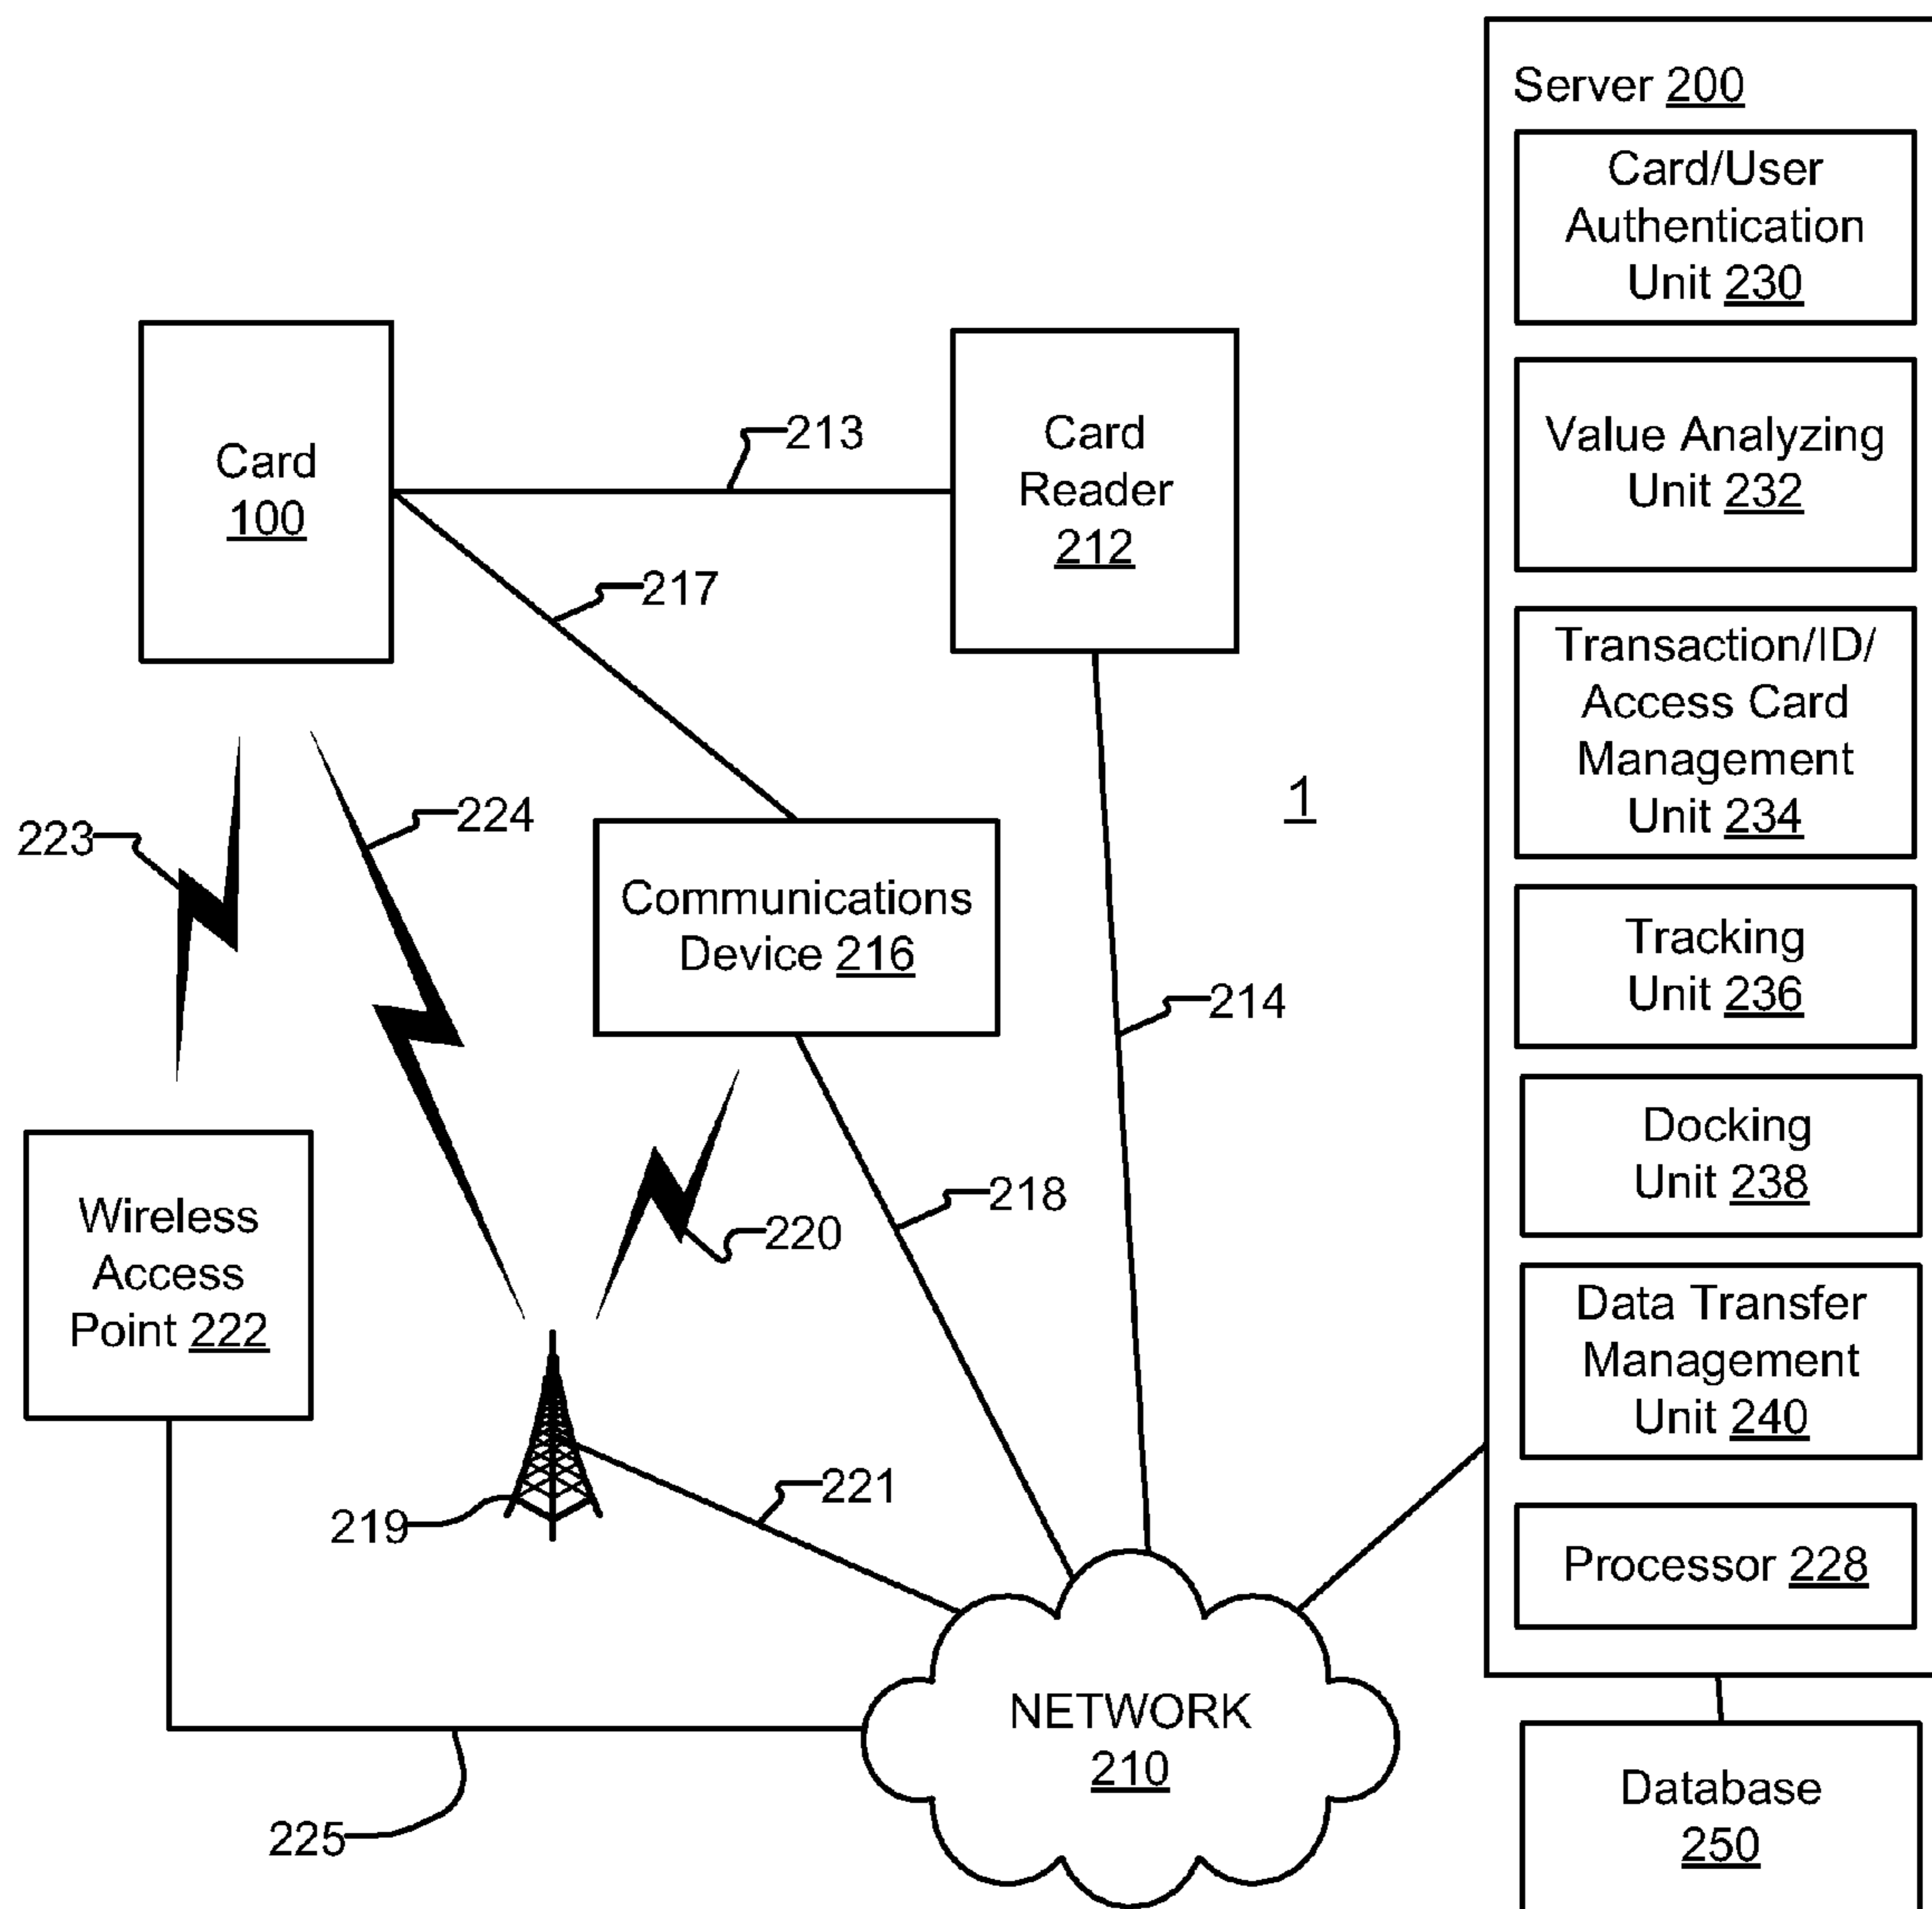 Server 200
Card/User
Authentication
Unit 230
Value Analyzing
Unit 232
Transaction/ID/
Access Card
Management
Unit 234
Tracking
Unit 236
Docking
Unit 238
Data Transfer
Management
Unit 240
Processor 228
Database
250
Card
100
213
Card
Reader
212
217
1
223
224
Communications
Device 216
214
Wireless
Access
Point 222
218
220
219
221
NETWORK
210
225